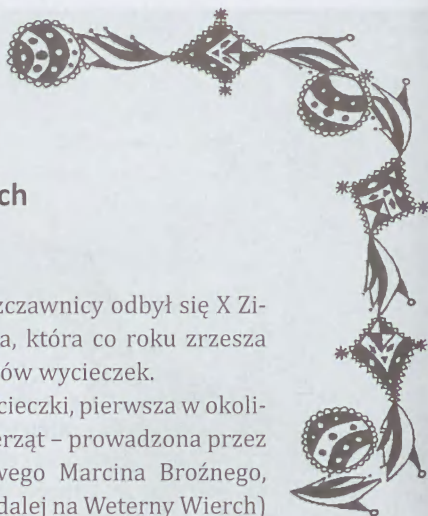 ch
zczawnicy odbył się X Zi-
a, która co roku zrzesza
ów wycieczek.
cieczki, pierwsza w okoli-
erząt – prowadzona przez
wego Marcina Broźnego,
dalej na Weterny Wierch)